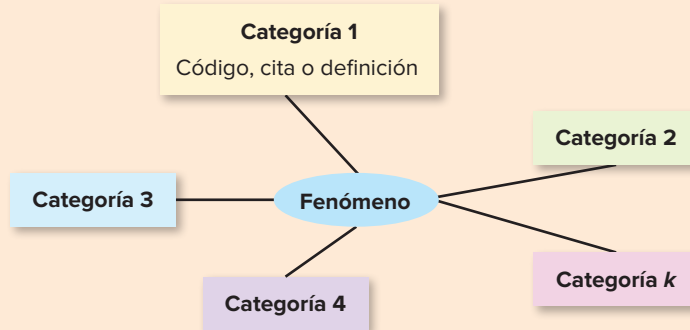 Categoría 1
Código, cita o definición
Categoría 2
Categoría 3
Fenómeno
Categoría k
Categoría 4